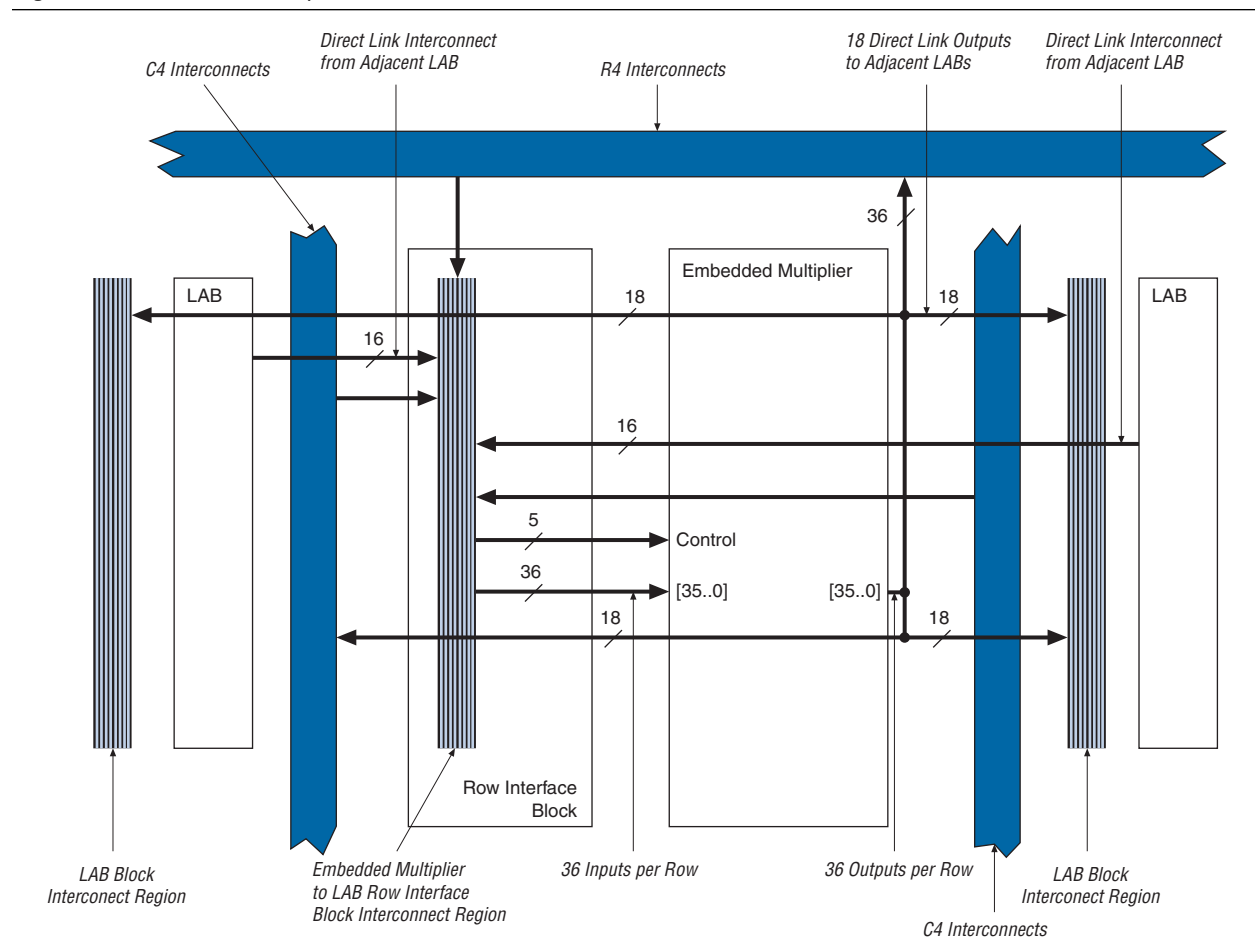 Direct Link Interconnect
from Adjacent LAB
18 Direct Link Outputs
to Adjacent LABs
Direct Link Interconnect
from Adjacent LAB
C4 Interconnects
R4 Interconnects
36
Embedded Multiplier
LAB
18
18
LAB
16
16
5
Control
36
[35..0]
[35..0]
18
18
Row Interface
Block
LAB Block
Interconect Region
Embedded Multiplier
to LAB Row Interface
Block Interconnect Region
36 Inputs per Row
36 Outputs per Row
LAB Block
Interconect Region
C4 Interconnects